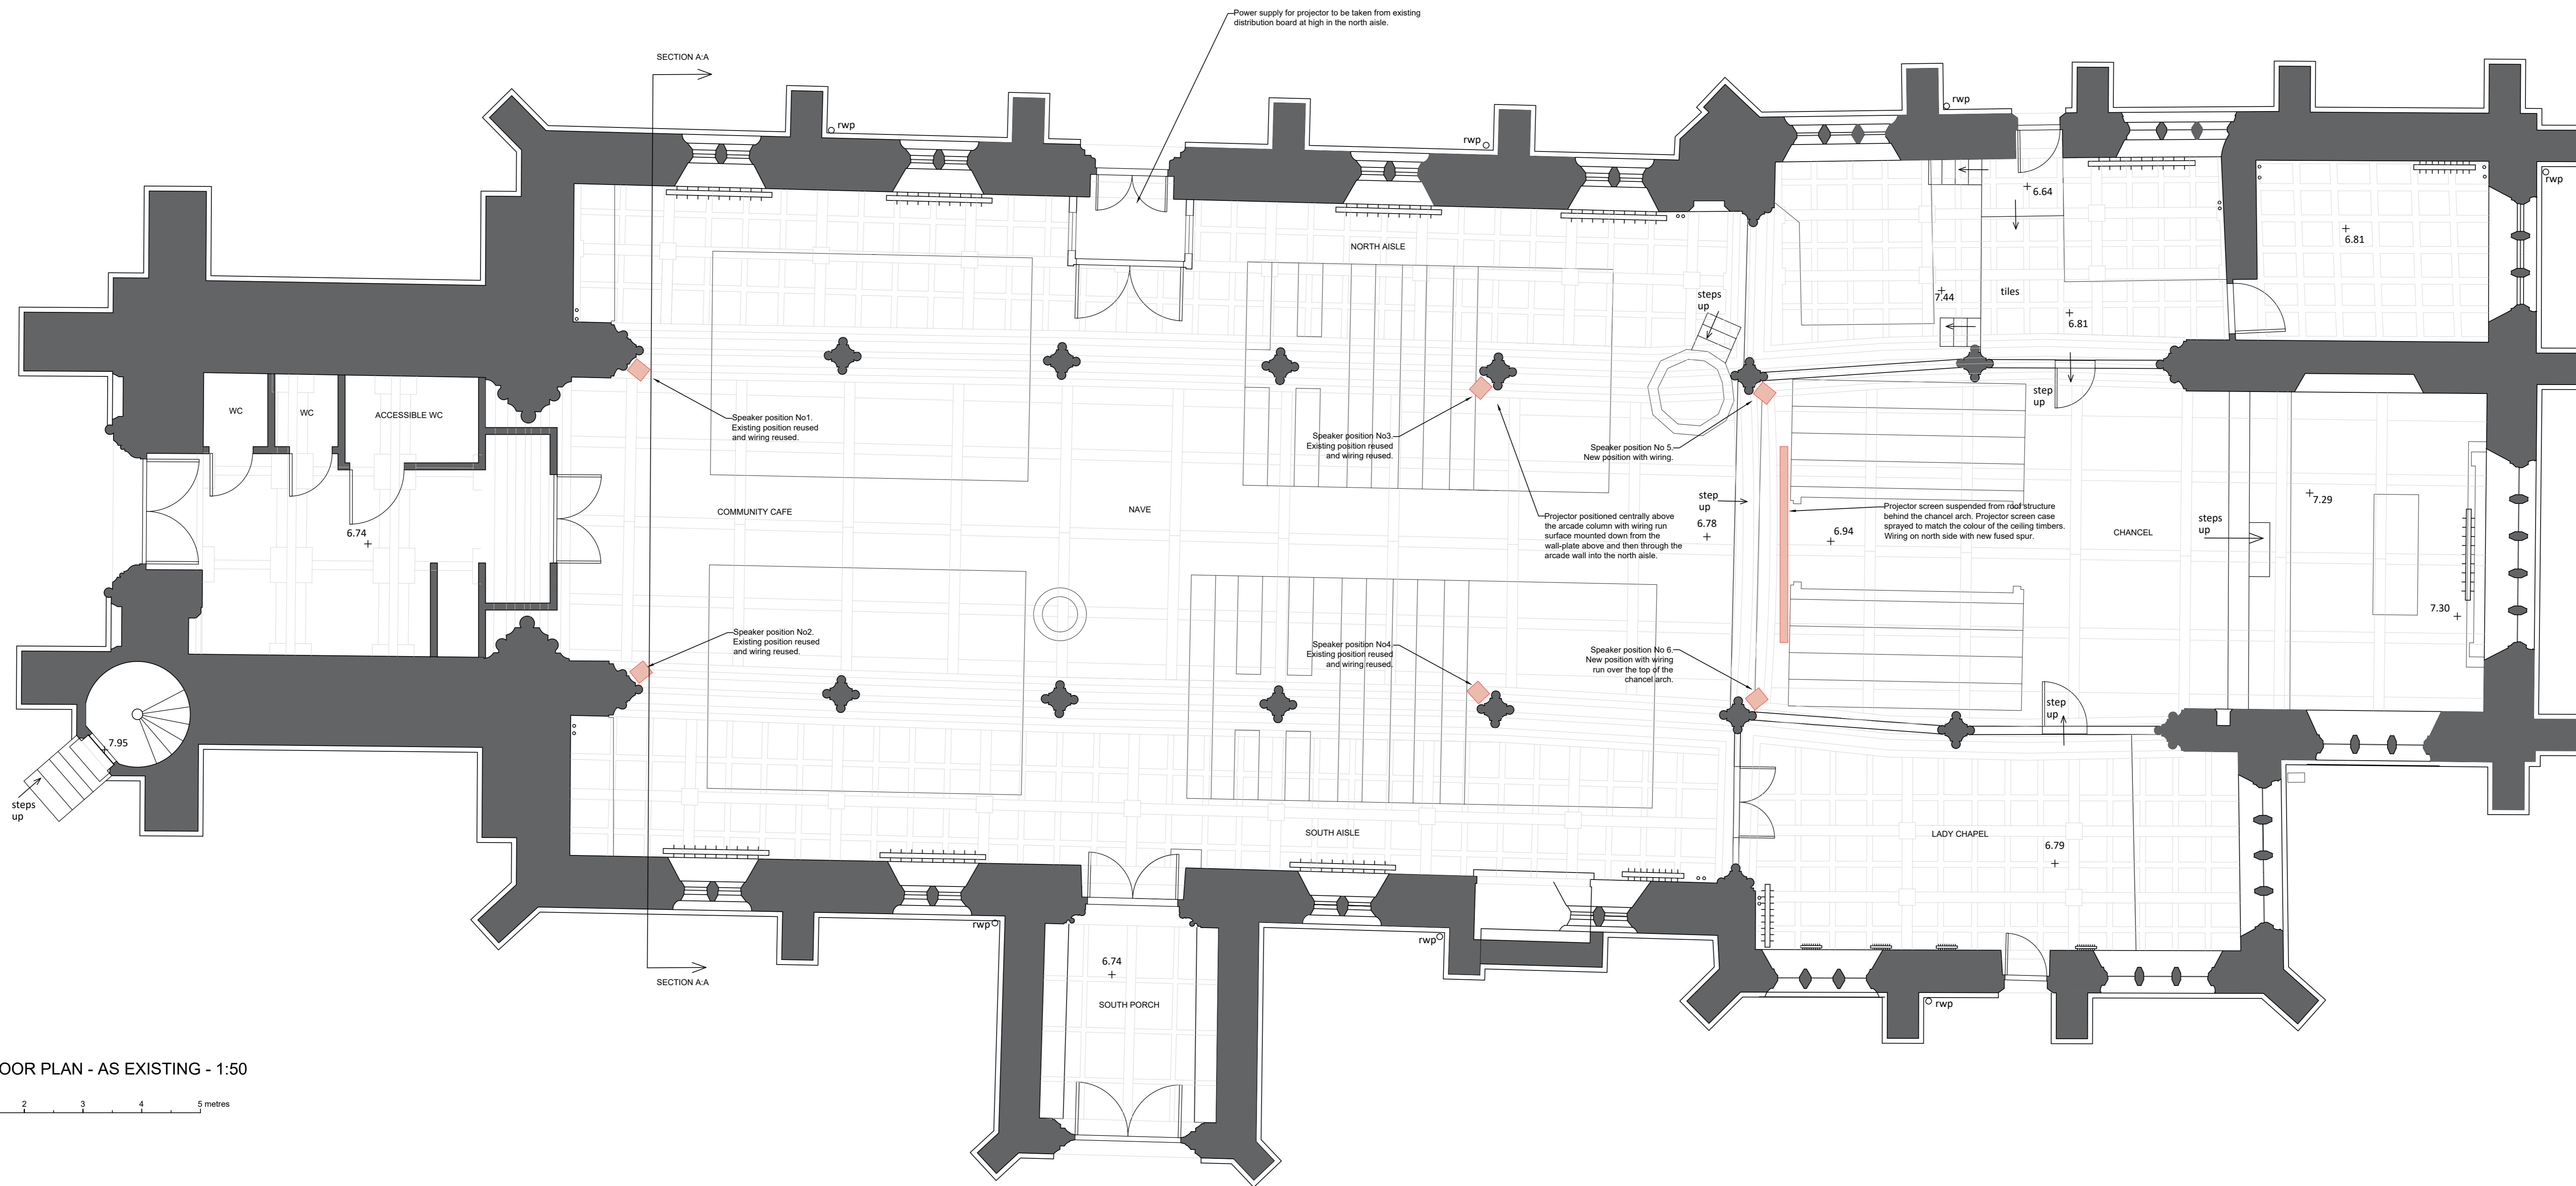 Power supply for projector to be taken from existing
distribution board at high in the north aisle.
SECTION A:A
rwp
rwp
rwp
rwp
6.64
6.81
NORTH AISLE
steps
up
7.44
tiles
6.81
WC
WC
ACCESSIBLE WC
step
up
Speaker position No1.
Existing position reused
and wiring reused.
Speaker position No3.
Existing position reused
and wiring reused.
Speaker position No 5.
New position with wiring.
COMMUNITY CAFE
NAVE
Projector positioned centrally above
the arcade column with wiring run
surface mounted down from the
wall-plate above and then through the
arcade wall into the north aisle.
step
up
6.78
Projector screen suspended from roof structure
behind the chancel arch. Projector screen case
sprayed to match the colour of the ceiling timbers.
Wiring on north side with new fused spur.
6.94
CHANCEL
steps
up
7.29
6.74
7.30
Speaker position No2.
Existing position reused
and wiring reused.
Speaker position No4.
Existing position reused
and wiring reused.
Speaker position No 6.
New position with wiring
run over the top of the
chancel arch.
step
up
7.95
steps
up
SOUTH AISLE
LADY CHAPEL
6.79
rwp
rwp
6.74
SECTION A:A
SOUTH PORCH
rwp
OOR PLAN - AS EXISTING - 1:50
2 3 4 5 metres